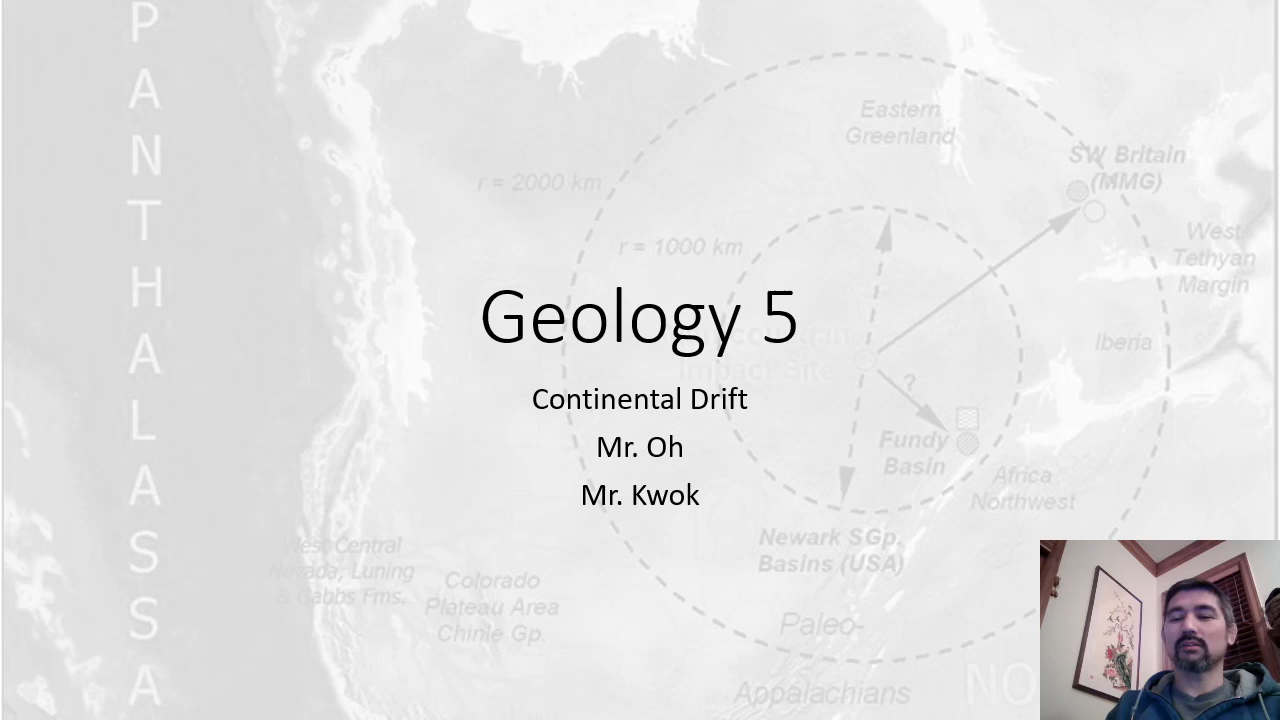 PANTHALASSA
Eastern
Greenland
SW Britain
(MMG)
r = 2000 km
West
Tethyan
Margin
r = 1000 km
Geology 5
Impact Site
Iberia
?
Continental Drift
Fundy
Basin
Mr. Oh
Africa
Northwest
Mr. Kwok
Newark SGp.
Basins (USA)
West Central
Nevada, Luning
& Gabbs Fms.
Colorado
Plateau Area
Chinle Gp.
Paleo-
Appalachians
NO